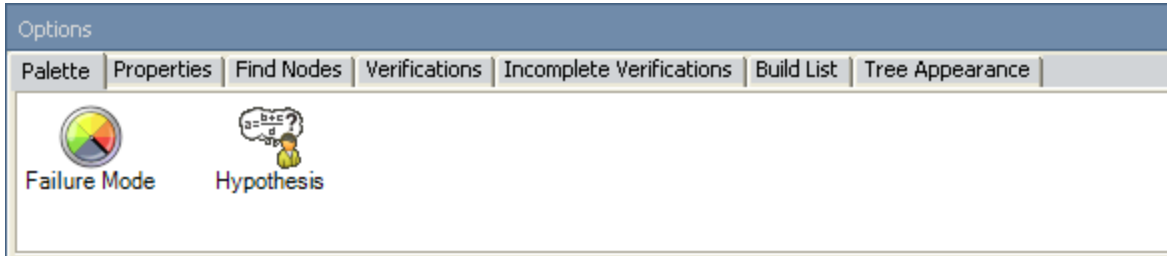 Options
Palette Properties Find Nodes Verifications Incomplete Verifications Build List Tree Appearance
a=b+c/d ?
Failure Mode Hypothesis